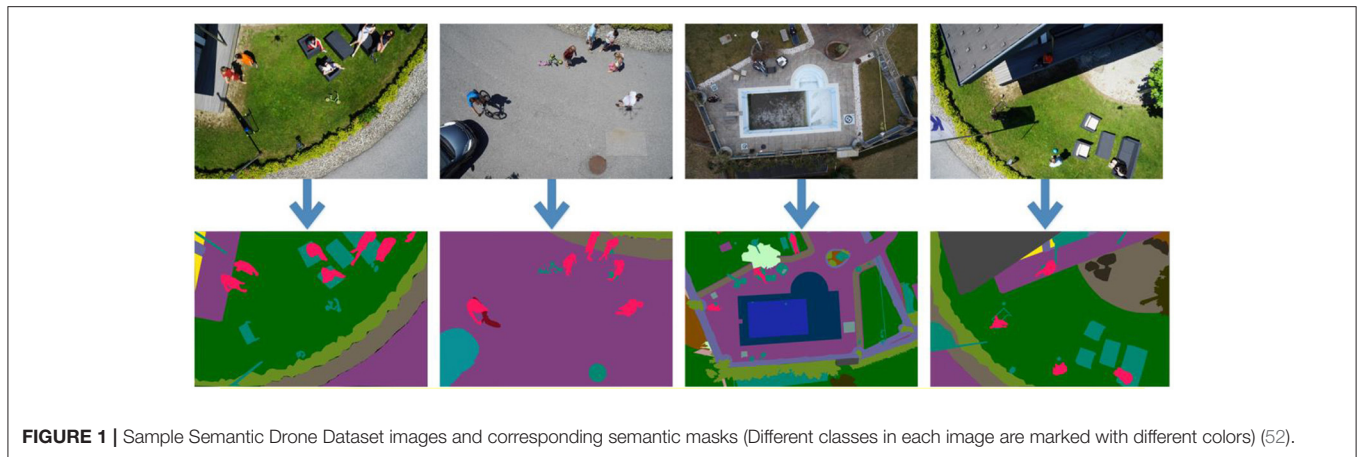 FIGURE 1 | Sample Semantic Drone Dataset images and corresponding semantic masks (Different classes in each image are marked with different colors) (52).